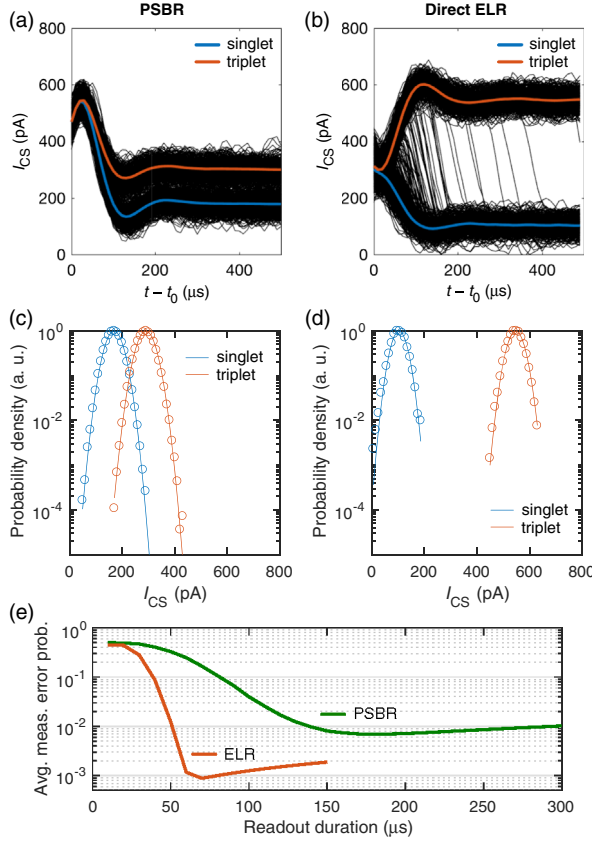 PSBR
Direct ELR
(a)
(b)
800
600
400
200
0
I_CS (pA)
singlet
triplet
0
200
400
t − t_0 (μs)
800
600
400
200
0
I_CS (pA)
singlet
triplet
0
200
400
t − t_0 (μs)
(c)
(d)
10^0
10^-2
10^-4
Probability density (a. u.)
singlet
triplet
0
200
400
600
800
I_CS (pA)
10^0
10^-2
10^-4
Probability density (a. u.)
singlet
triplet
0
200
400
600
800
I_CS (pA)
(e)
10^0
10^-1
10^-2
10^-3
Avg. meas. error prob.
PSBR
ELR
0
50
100
150
200
250
300
Readout duration (μs)